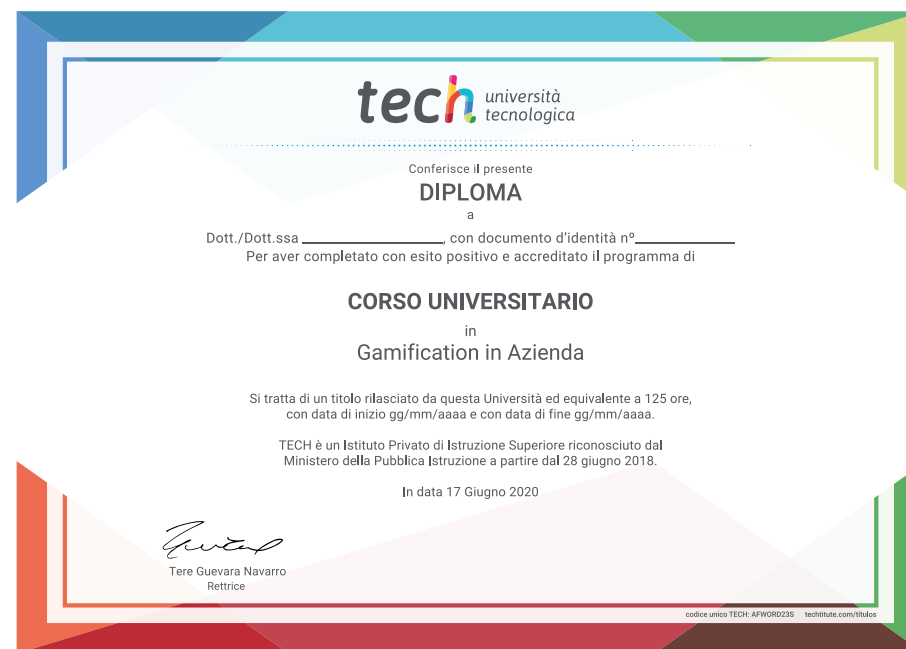 tech università
tecnologica
Conferisce il presente
DIPLOMA
a
Dott./Dott.ssa ________________, con documento d'identità nº____________
Per aver completato con esito positivo e accreditato il programma di
CORSO UNIVERSITARIO
in
Gamification in Azienda
Si tratta di un titolo rilasciato da questa Università ed equivalente a 125 ore,
con data di inizio gg/mm/aaaa e con data di fine gg/mm/aaaa.
TECH è un Istituto Privato di Istruzione Superiore riconosciuto dal
Ministero della Pubblica Istruzione a partire dal 28 giugno 2018.
In data 17 Giugno 2020
Tere Guevara Navarro
Rettrice
codice unico TECH: AFWORD23S techtitute.com/titulos